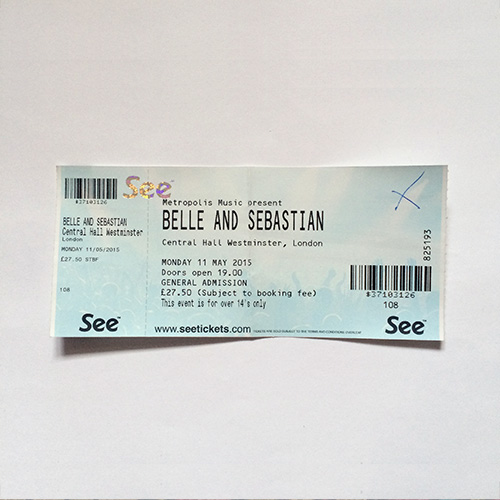 #37103126
BELLE AND SEBASTIAN
Central Hall Westminster
London
MONDAY 11/05/2015
£27.50 STBF
108
See™
See
Metropolis Music present
BELLE AND SEBASTIAN
Central Hall Westminster, London
MONDAY 11 MAY 2015
Doors open 19.00
GENERAL ADMISSION
£27.50 (Subject to booking fee)
This event is for over 14's only
www.seetickets.com
X
825193
#37103126
108
See™